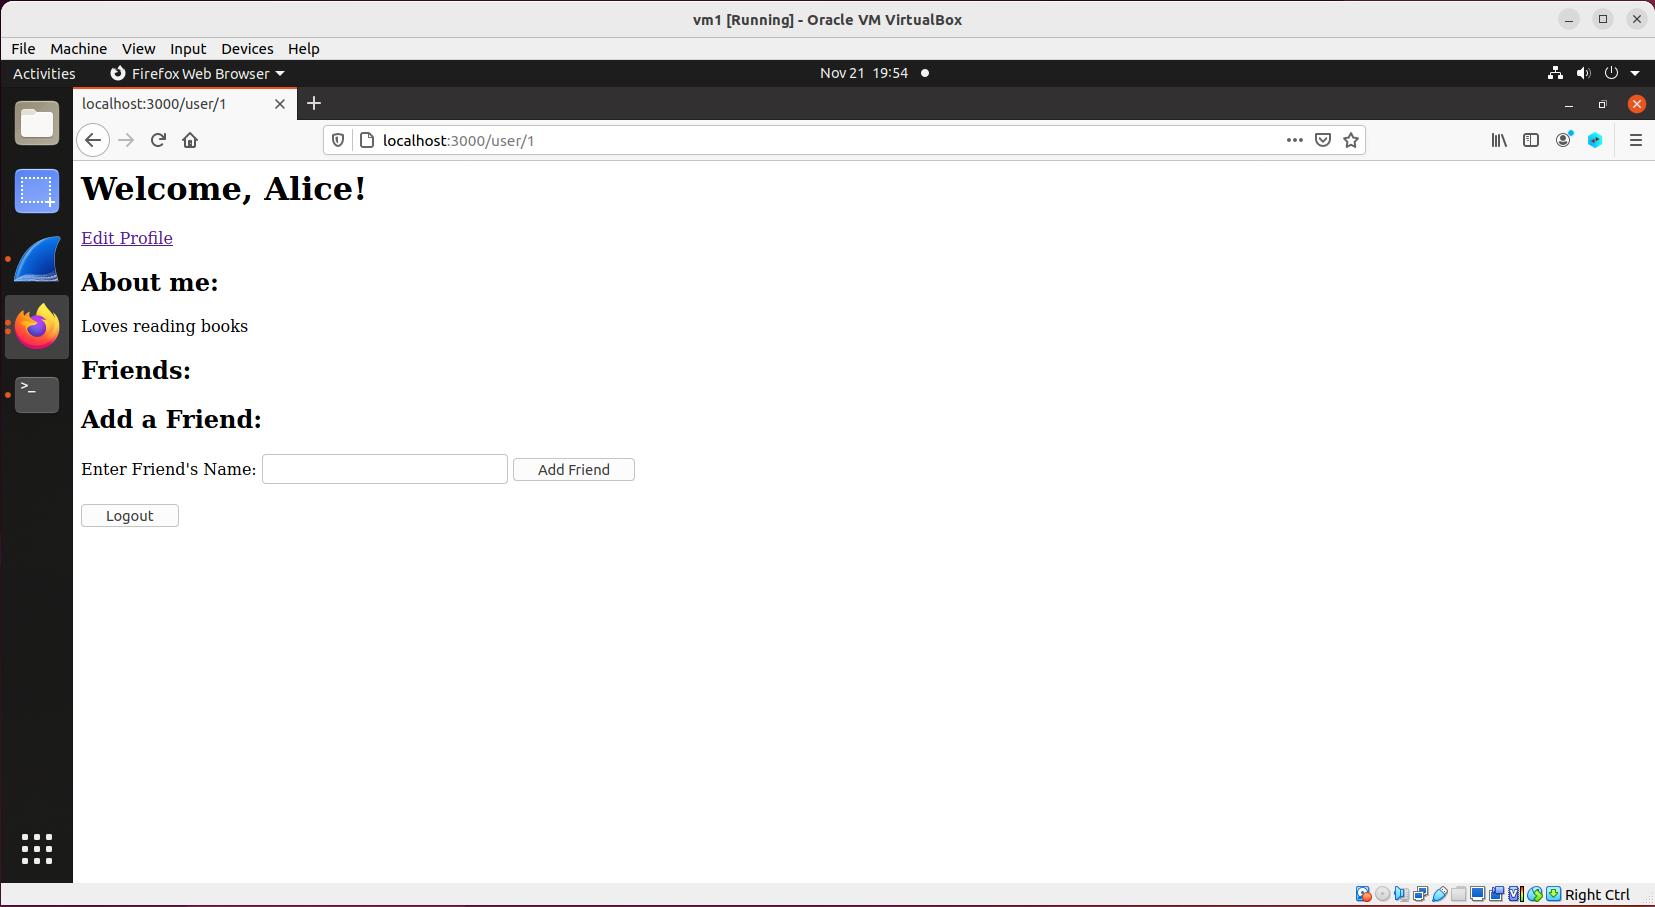 vm1 [Running] - Oracle VM VirtualBox
File Machine View Input Devices Help
Activities Firefox Web Browser Nov 21 19:54
localhost:3000/user/1
localhost:3000/user/1
Welcome, Alice!
Edit Profile
About me:
Loves reading books
Friends:
Add a Friend:
Enter Friend's Name: Add Friend
Logout
>_
Right Ctrl